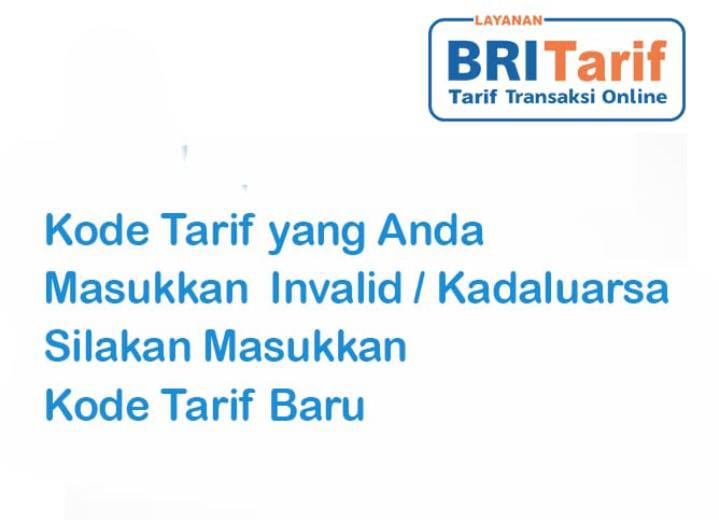 LAYANAN
BRITarif
Tarif Transaksi Online
Kode Tarif yang Anda
Masukkan Invalid / Kadaluarsa
Silakan Masukkan
Kode Tarif Baru